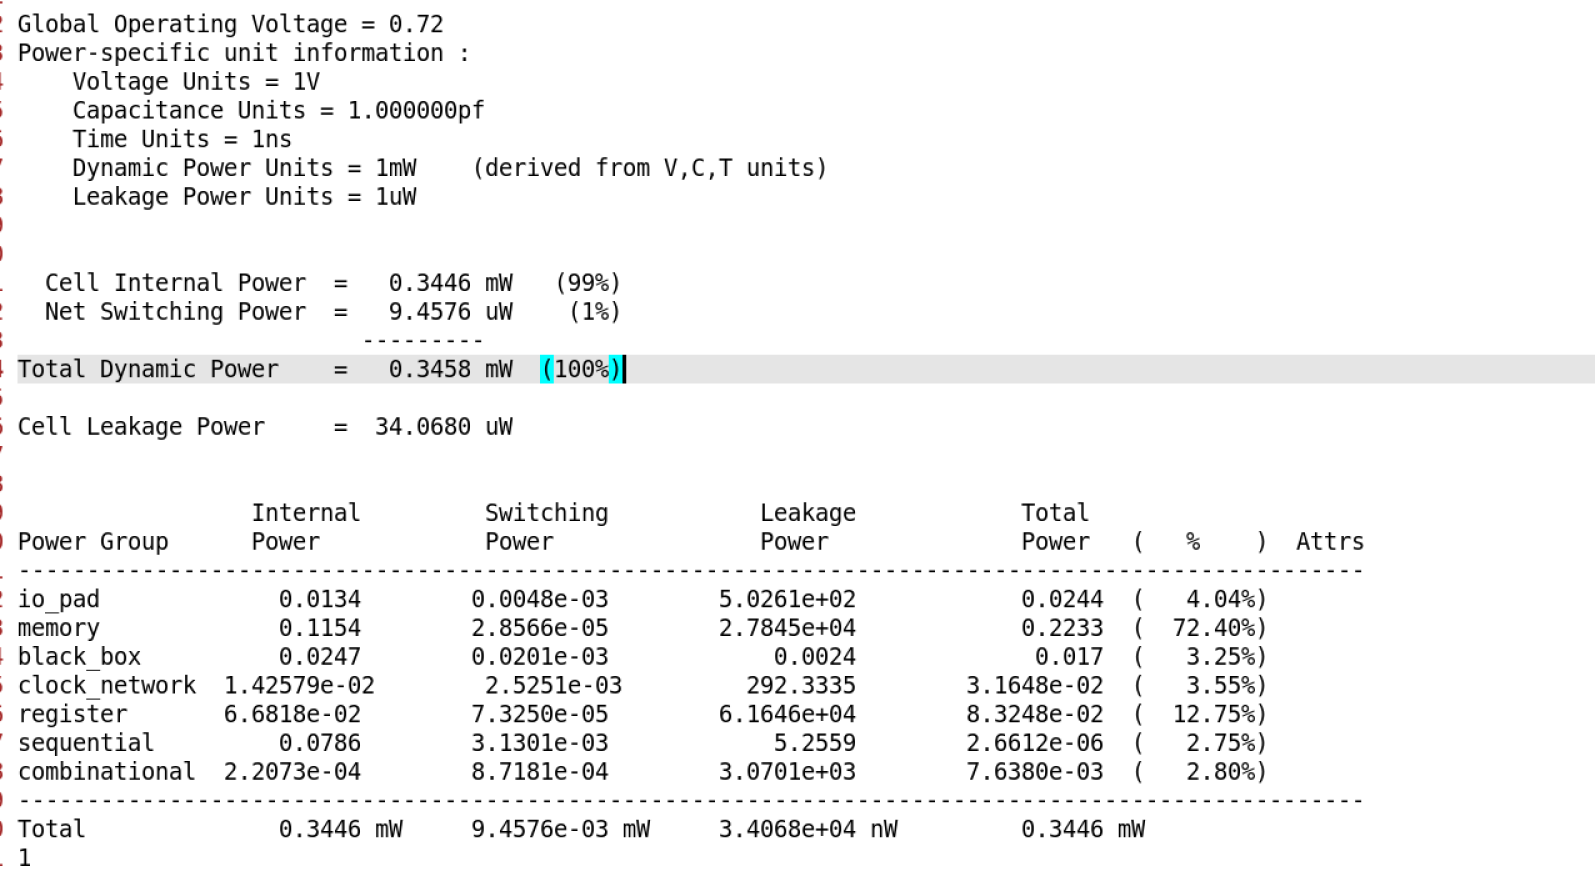 Global Operating Voltage = 0.72
Power-specific unit information :
    Voltage Units = 1V
    Capacitance Units = 1.000000pf
    Time Units = 1ns
    Dynamic Power Units = 1mW    (derived from V,C,T units)
    Leakage Power Units = 1uW
  Cell Internal Power  =   0.3446 mW   (99%)
  Net Switching Power  =   9.4576 uW    (1%)
                         ---------
Total Dynamic Power    =   0.3458 mW  (100%)
Cell Leakage Power     =  34.0680 uW
                 Internal         Switching           Leakage            Total
Power Group      Power            Power               Power              Power   (   %    )  Attrs
--------------------------------------------------------------------------------------------------
io_pad             0.0134        0.0048e-03        5.0261e+02            0.0244  (   4.04%)
memory             0.1154        2.8566e-05        2.7845e+04            0.2233  (  72.40%)
black_box          0.0247        0.0201e-03            0.0024             0.017  (   3.25%)
clock_network  1.42579e-02        2.5251e-03         292.3335        3.1648e-02  (   3.55%)
register       6.6818e-02        7.3250e-05        6.1646e+04        8.3248e-02  (  12.75%)
sequential         0.0786        3.1301e-03            5.2559        2.6612e-06  (   2.75%)
combinational  2.2073e-04        8.7181e-04        3.0701e+03        7.6380e-03  (   2.80%)
--------------------------------------------------------------------------------------------------
Total              0.3446 mW     9.4576e-03 mW     3.4068e+04 nW         0.3446 mW
1